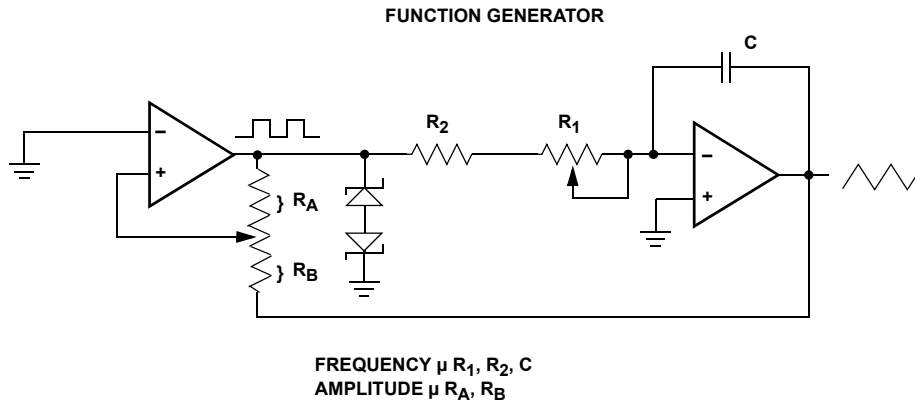 FUNCTION GENERATOR
C
R2
R1
−
+
} RA
} RB
−
+
FREQUENCY µ R1, R2, C
AMPLITUDE µ RA, RB